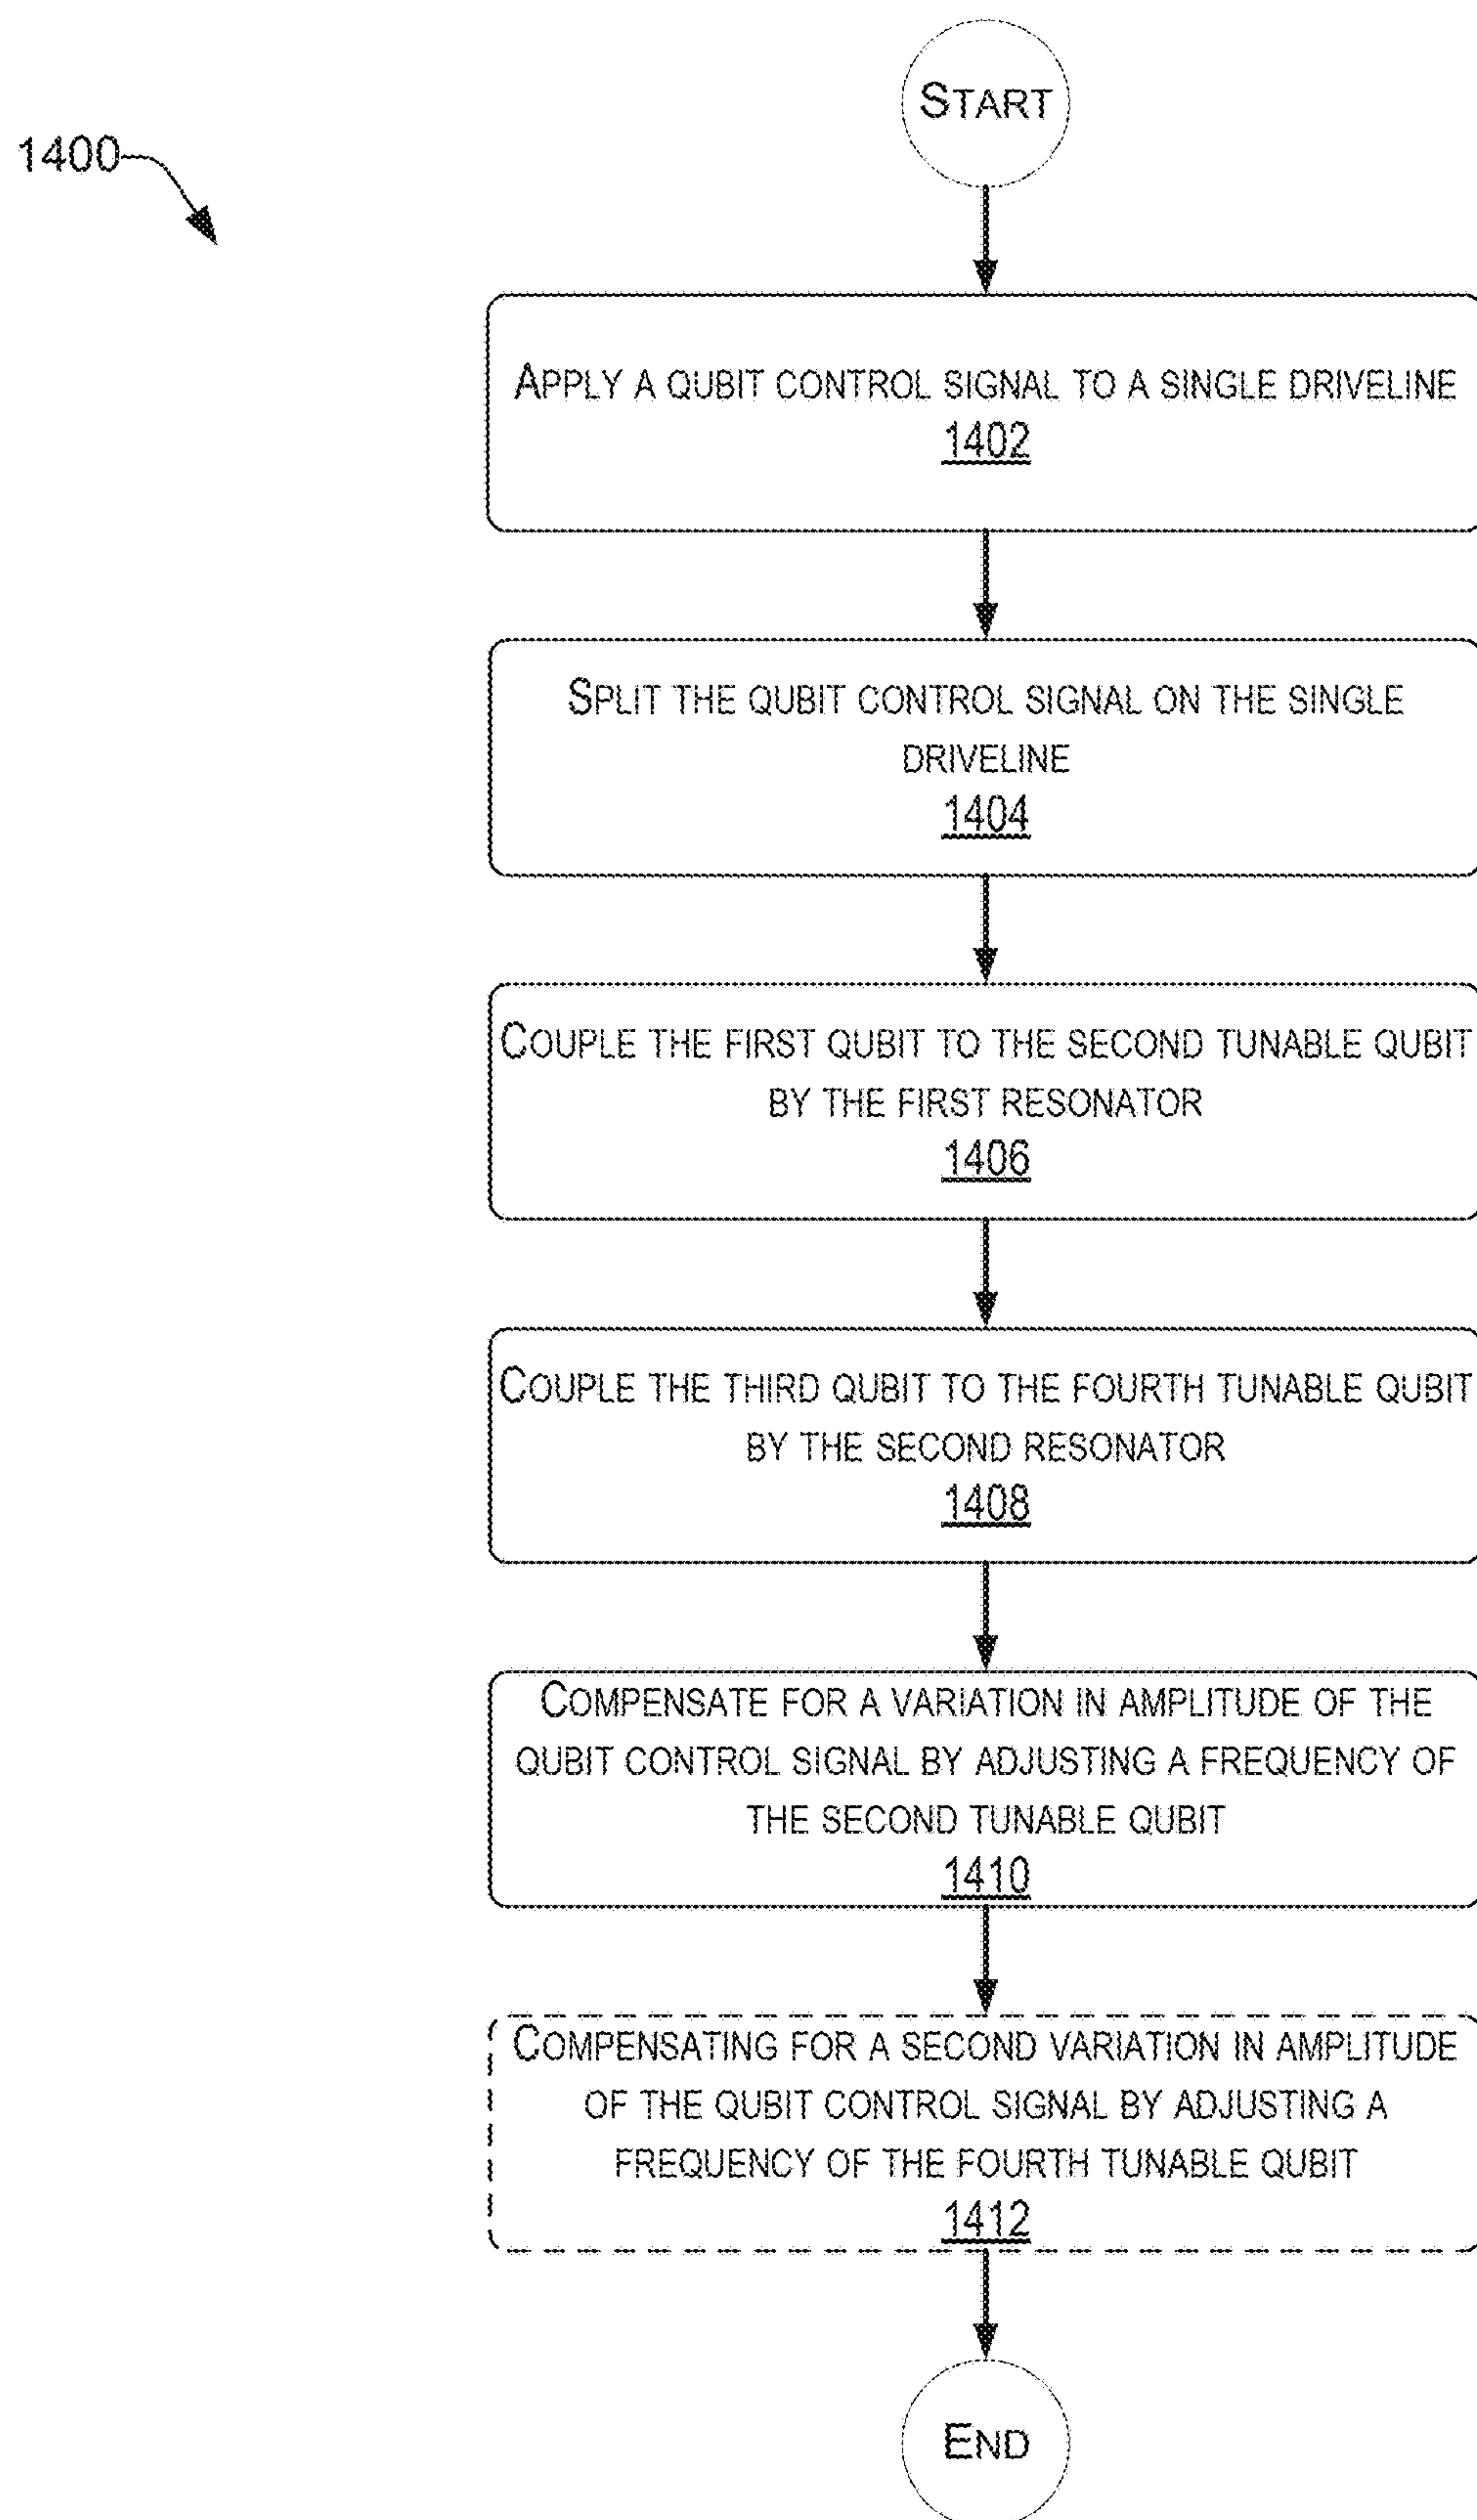 START
1400
APPLY A QUBIT CONTROL SIGNAL TO A SINGLE DRIVELINE
1402
SPLIT THE QUBIT CONTROL SIGNAL ON THE SINGLE
DRIVELINE
1404
COUPLE THE FIRST QUBIT TO THE SECOND TUNABLE QUBIT
BY THE FIRST RESONATOR
1406
COUPLE THE THIRD QUBIT TO THE FOURTH TUNABLE QUBIT
BY THE SECOND RESONATOR
1408
COMPENSATE FOR A VARIATION IN AMPLITUDE OF THE
QUBIT CONTROL SIGNAL BY ADJUSTING A FREQUENCY OF
THE SECOND TUNABLE QUBIT
1410
COMPENSATING FOR A SECOND VARIATION IN AMPLITUDE
OF THE QUBIT CONTROL SIGNAL BY ADJUSTING A
FREQUENCY OF THE FOURTH TUNABLE QUBIT
1412
END